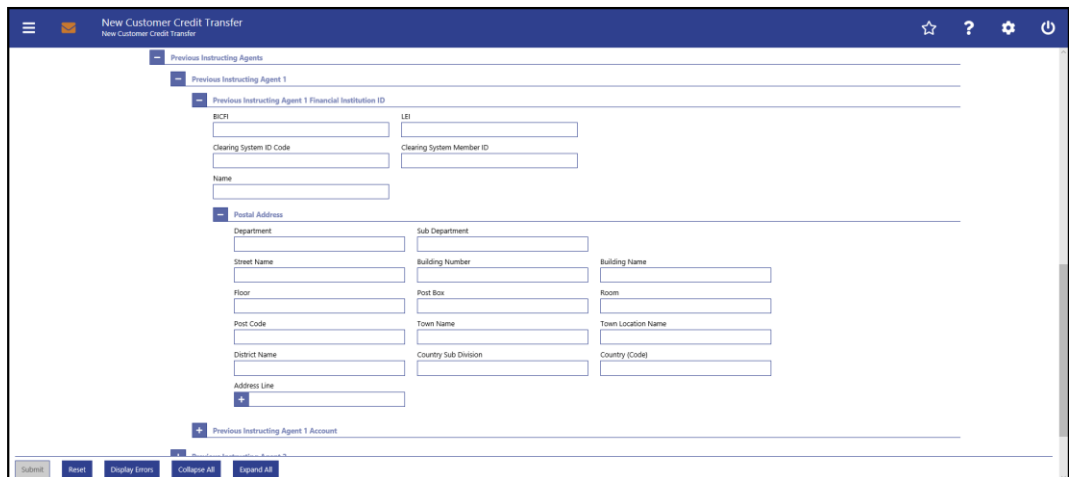 New Customer Credit Transfer
New Customer Credit Transfer
Previous Instructing Agents
Previous Instructing Agent 1
Previous Instructing Agent 1 Financial Institution ID
BICFI LEI
Clearing System ID Code Clearing System Member ID
Name
Postal Address
Department Sub Department
Street Name Building Number Building Name
Floor Post Box Room
Post Code Town Name Town Location Name
District Name Country Sub Division Country (Code)
Address Line
Previous Instructing Agent 1 Account
Previous Instructing Agent
Submit Reset Display Errors Collapse All Expand All